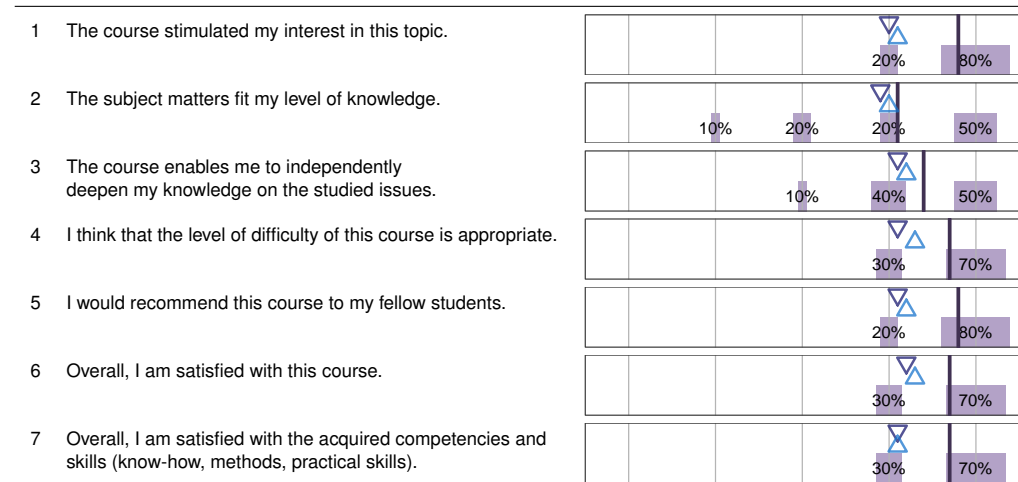 1 The course stimulated my interest in this topic.
20% 80%
2 The subject matters fit my level of knowledge.
10% 20% 20% 50%
3 The course enables me to independently
deepen my knowledge on the studied issues.
10% 40% 50%
4 I think that the level of difficulty of this course is appropriate.
30% 70%
5 I would recommend this course to my fellow students.
20% 80%
6 Overall, I am satisfied with this course.
30% 70%
7 Overall, I am satisfied with the acquired competencies and
skills (know-how, methods, practical skills).
30% 70%